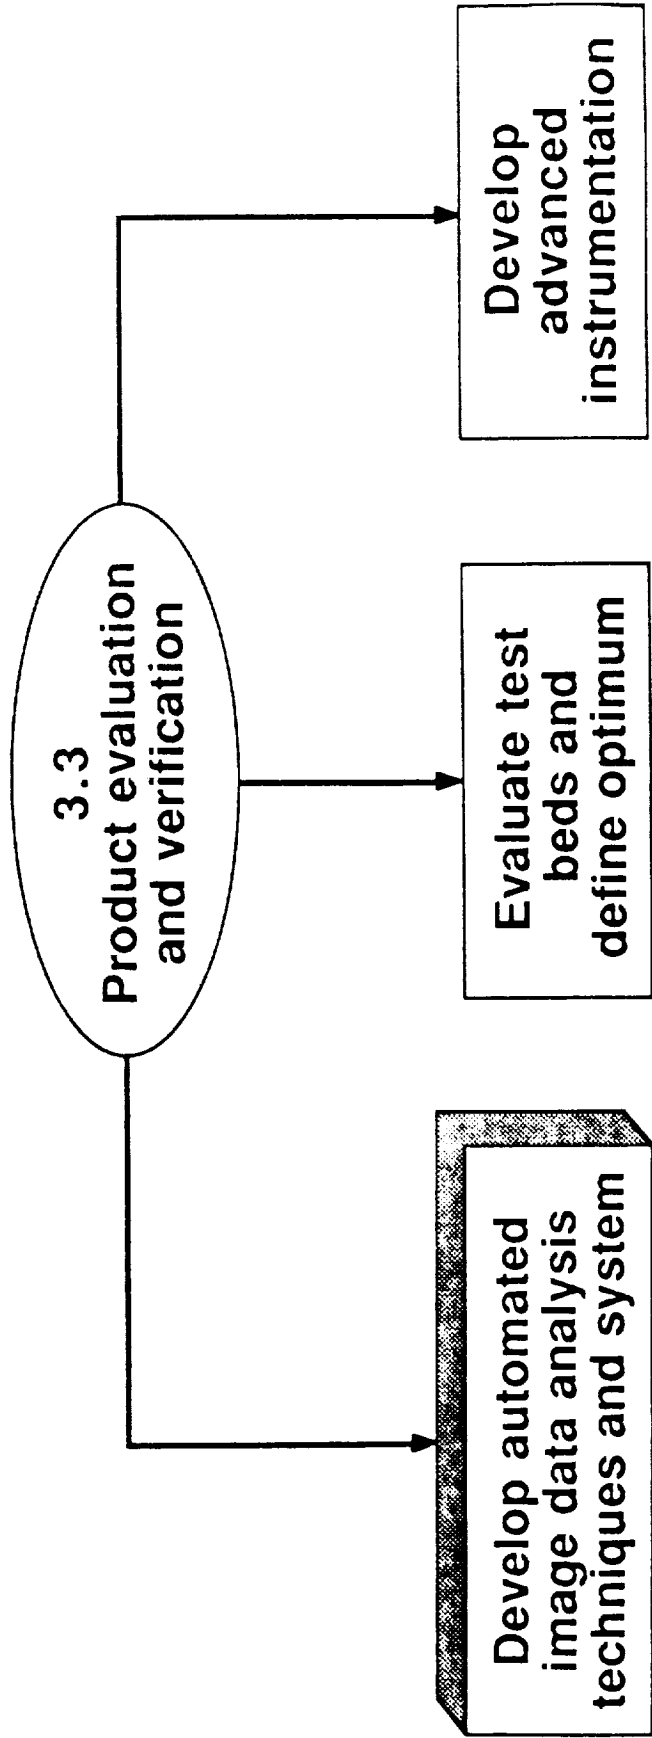 3.3
Product evaluation
and verification
Develop automated
image data analysis
techniques and system
Evaluate test
beds and
define optimum
Develop
advanced
instrumentation